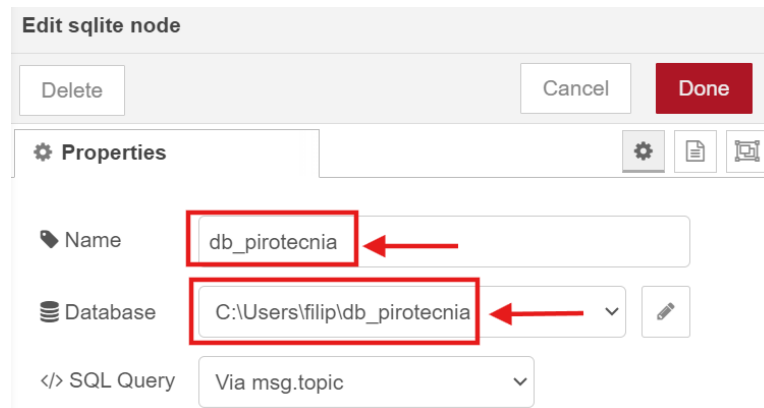 Edit sqlite node
Delete Cancel Done
Properties
Name db_pirotecnia
Database C:\Users\filip\db_pirotecnia
</> SQL Query Via msg.topic